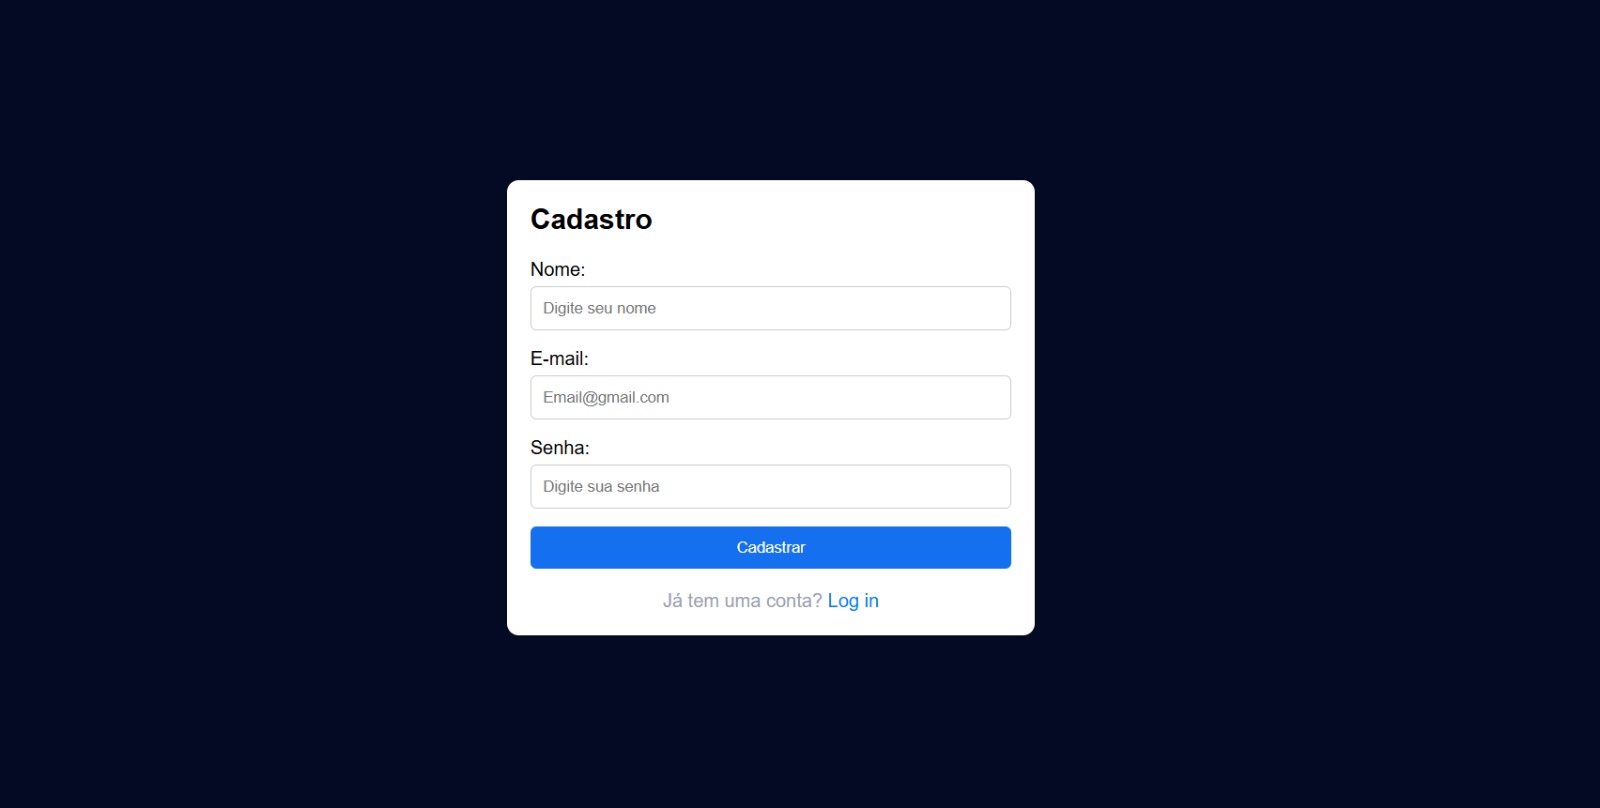 Cadastro
Nome:
Digite seu nome
E-mail:
Email@gmail.com
Senha:
Digite sua senha
Cadastrar
Já tem uma conta? Log in